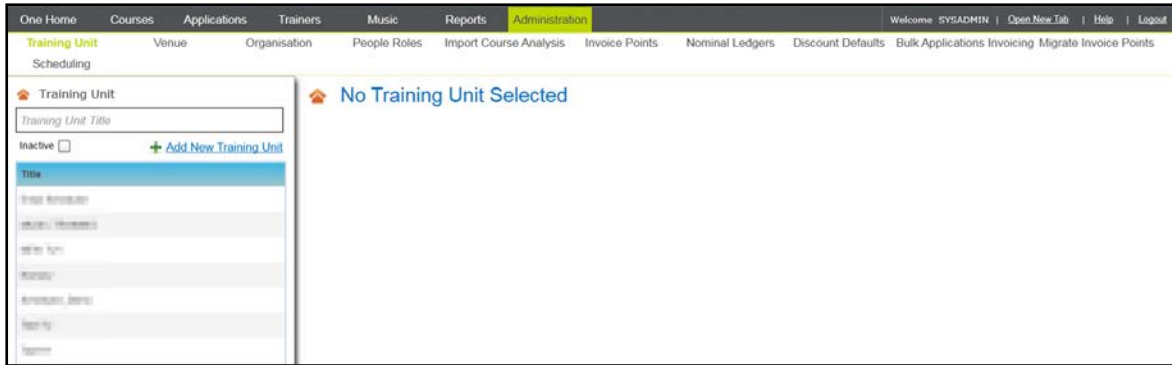 One Home Courses Applications Trainers Music Reports Administration Welcome SYSADMIN | Open New Tab | Help | Logout
Training Unit Venue Organisation People Roles Import Course Analysis Invoice Points Nominal Ledgers Discount Defaults Bulk Applications Invoicing Migrate Invoice Points
Scheduling
Training Unit
No Training Unit Selected
Training Unit Title
Inactive Add New Training Unit
Title